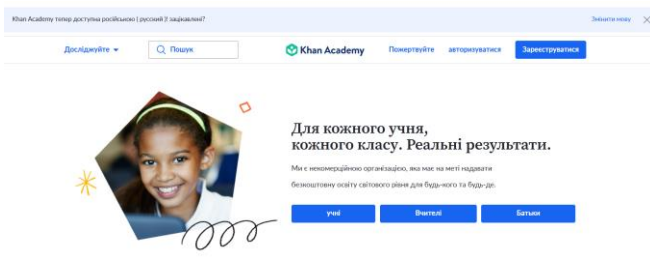 Khan Academy тепер доступна російською | русский З зацікавлені?
Змінити мову
Досліджуйте
Пошук
Khan Academy
Пожертвуйте
авторизуватися
Зареєструватися
Для кожного учня,
кожного класу. Реальні результати.
Ми є некомерційною організацією, яка має на меті надавати
безкоштовну освіту світового рівня для будь-кого та будь-де.
учні
Вчителі
Батьки